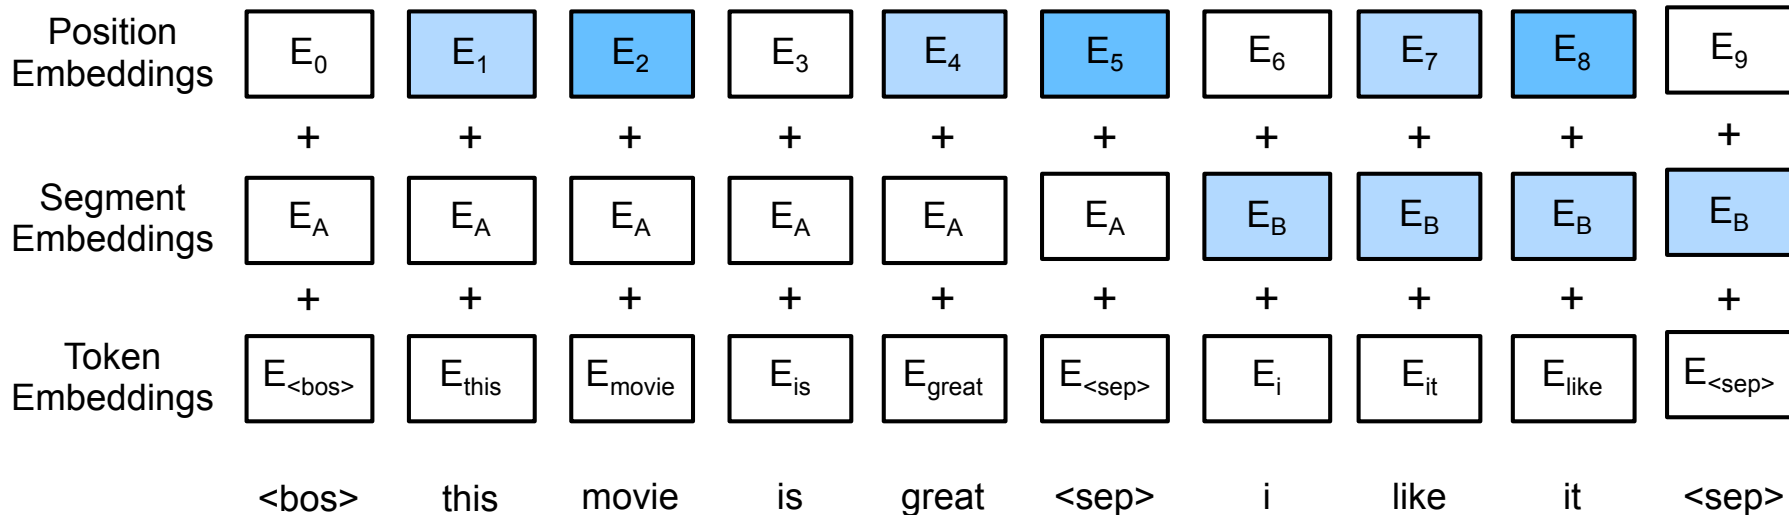 Position Embeddings E0 E1 E2 E3 E4 E5 E6 E7 E8 E9
+ + + + + + + + + +
Segment Embeddings EA EA EA EA EA EA EB EB EB EB
+ + + + + + + + + +
Token Embeddings E<bos> Ethis Emovie Eis Egreat E<sep> Ei Eit Elike E<sep>
<bos> this movie is great <sep> i like it <sep>